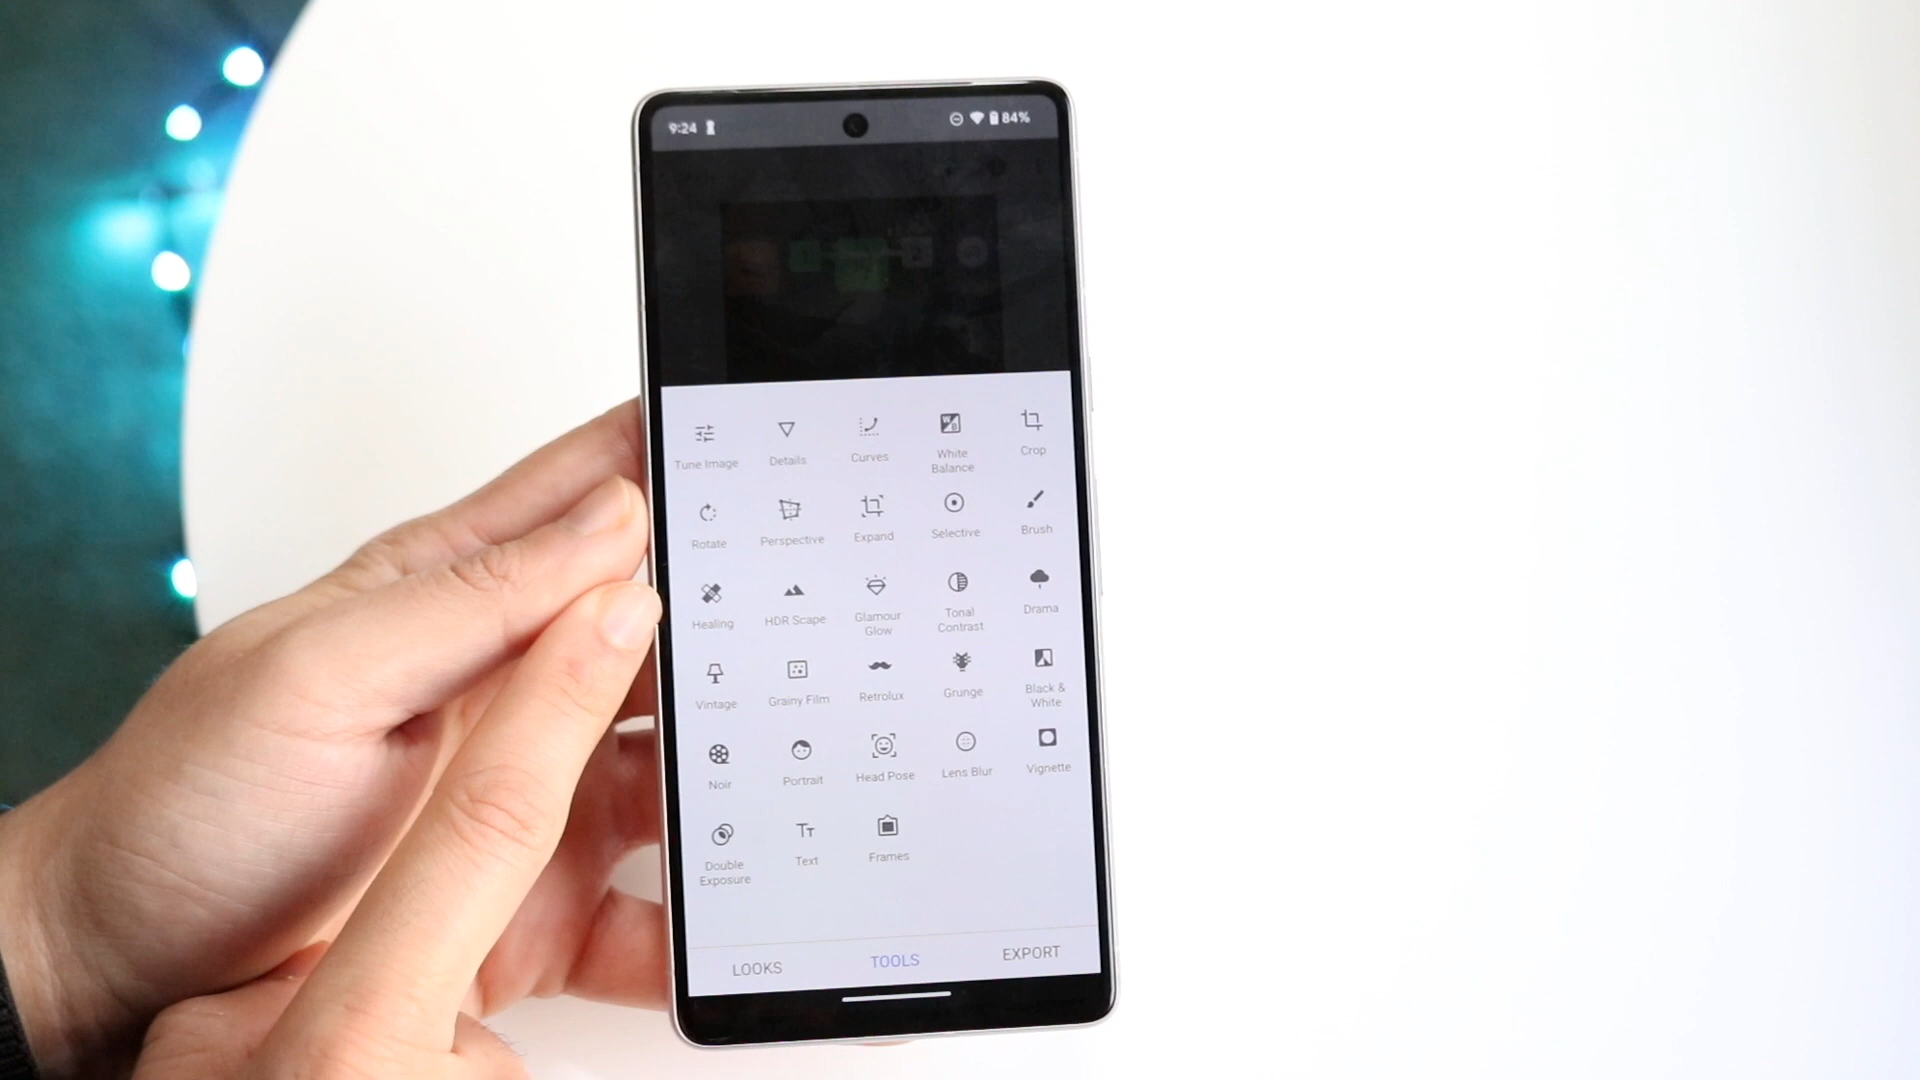 9:24 84%
Tune Image Details Curves White Balance Crop
Rotate Perspective Expand Selective Brush
Healing HDR Scape Glamour Glow Tonal Contrast Drama
Vintage Grainy Film Retrolux Grunge Black & White
Noir Portrait Head Pose Lens Blur Vignette
Double Exposure Text Frames
LOOKS TOOLS EXPORT